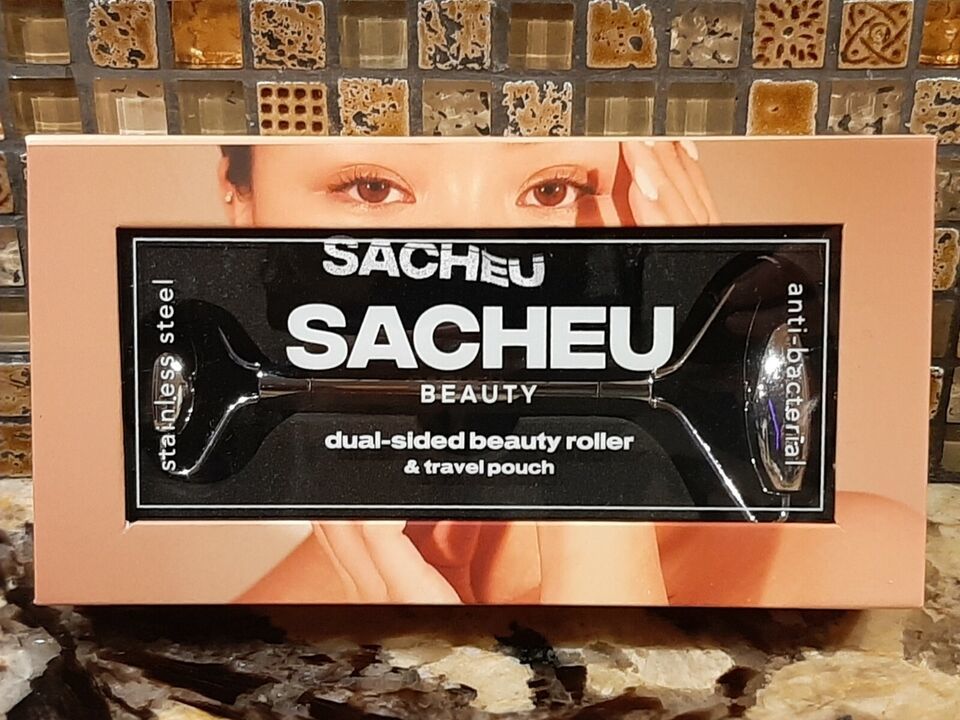 SACHEU
SACHEU
BEAUTY
dual-sided beauty roller
& travel pouch
stainless steel
anti-bacterial